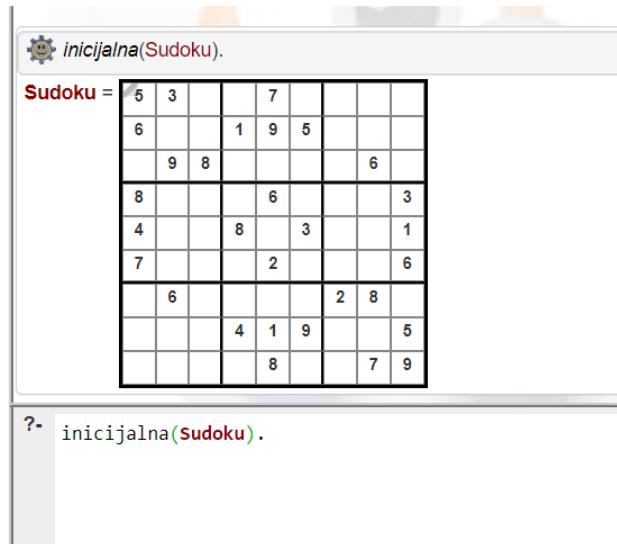 inicijalna(Sudoku).
Sudoku =
5 3 7
6 1 9 5
9 8 6
8 6 3
4 8 3 1
7 2 6
6 2 8
4 1 9 5
8 7 9
?- inicijalna(Sudoku).